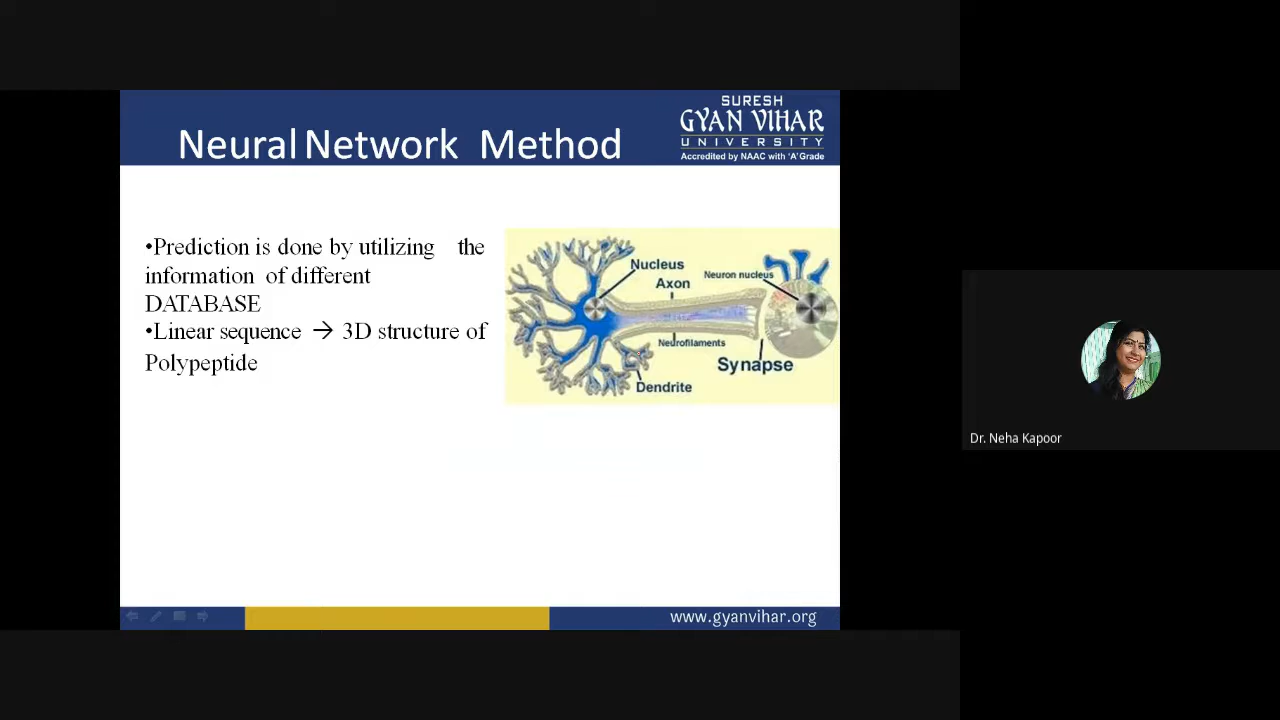 SURESH
GYAN VIHAR
UNIVERSITY
Accredited by NAAC with 'A' Grade
Neural Network Method
•Prediction is done by utilizing the
information of different
DATABASE
•Linear sequence → 3D structure of
Polypeptide
Nucleus
Axon
Neuron nucleus
Neurofilaments
Synapse
Dendrite
Dr. Neha Kapoor
www.gyanvihar.org